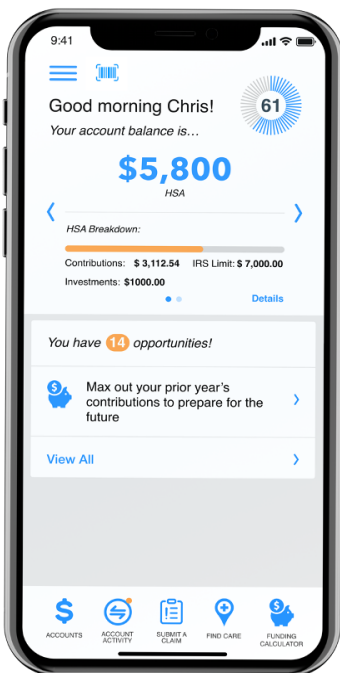 9:41
Good morning Chris!
61
Your account balance is...
$5,800
HSA
HSA Breakdown:
Contributions: $ 3,112.54 IRS Limit: $ 7,000.00
Investments: $1000.00
Details
You have 14 opportunities!
$
Max out your prior year's
contributions to prepare for the
future
View All
$
$
ACCOUNTS
ACCOUNT
ACTIVITY
SUBMIT A
CLAIM
FIND CARE
FUNDING
CALCULATOR